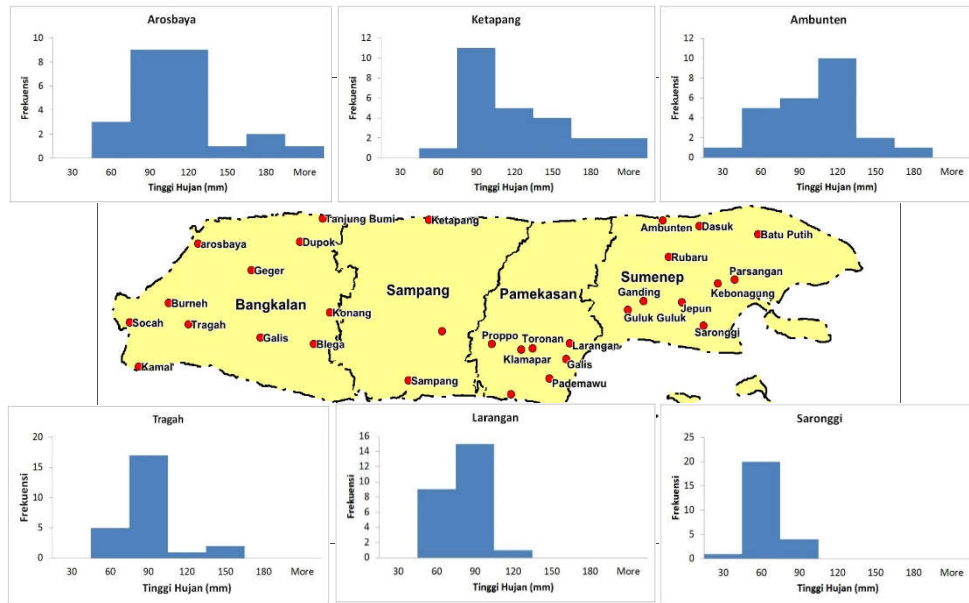 Arosbaya
10
8
6
4
2
0
Frekuensi
30 60 90 120 150 180 More
Tinggi Hujan (mm)
Ketapang
12
10
8
6
4
2
0
Frekuensi
30 60 90 120 150 180 More
Tinggi Hujan (mm)
Ambunten
12
10
8
6
4
2
0
Frekuensi
30 60 90 120 150 180 More
Tinggi Hujan (mm)
Tanjung Bumi
Ketapang
Ambunten
Dasuk
Batu Putih
arosbaya
Dupok
Rubaru
Geger
Sumenep
Parsangan
Sampang
Kebonagung
Pamekasan
Ganding
Jepun
Burneh
Bangkalan
Konang
Guluk Guluk
Socah
Tragah
Saronggi
Galis
Blega
Proppo
Toronan
Larangan
Klamapar
Galis
Kamal
Sampang
Pademawu
Tragah
20
15
10
5
0
Frekuensi
30 60 90 120 150 180 More
Tinggi Hujan (mm)
Larangan
16
14
12
10
8
6
4
2
0
Frekuensi
30 60 90 120 150 180 More
Tinggi Hujan (mm)
Saronggi
25
20
15
10
5
0
Frekuensi
30 60 90 120 150 180 More
Tinggi Hujan (mm)